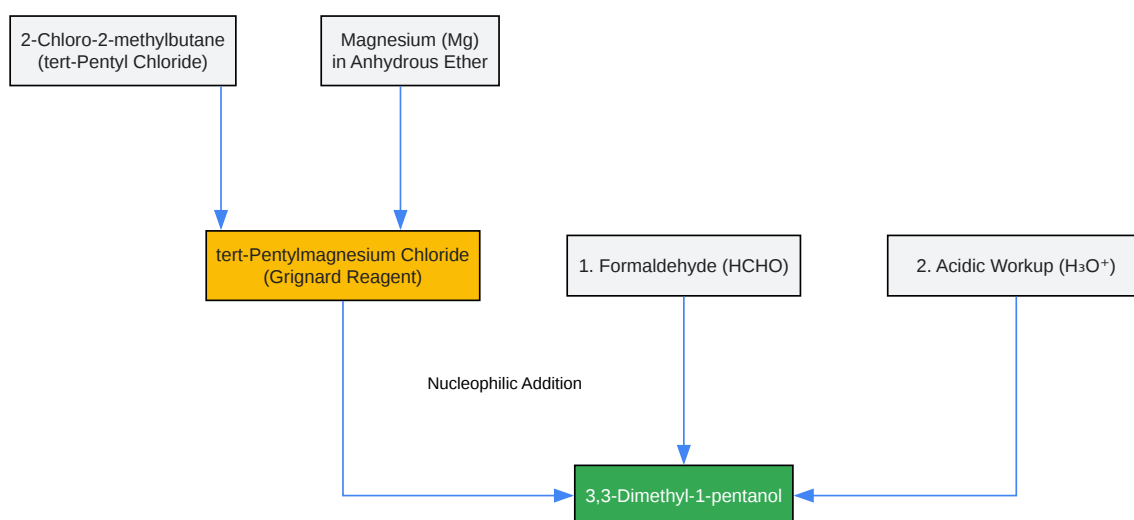 2-Chloro-2-methylbutane
(tert-Pentyl Chloride)
Magnesium (Mg)
in Anhydrous Ether
tert-Pentylmagnesium Chloride
(Grignard Reagent)
1. Formaldehyde (HCHO)
2. Acidic Workup (H₃O⁺)
Nucleophilic Addition
3,3-Dimethyl-1-pentanol